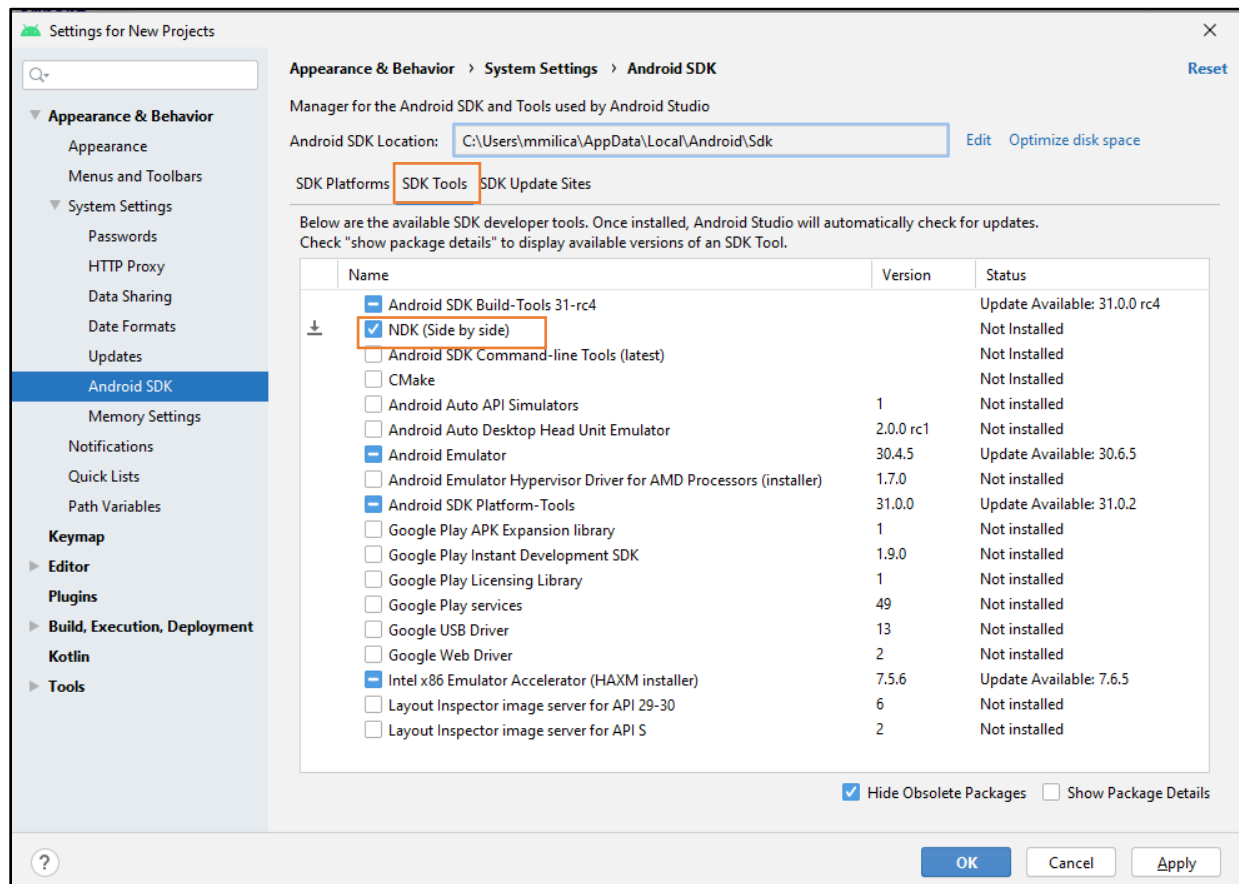 Settings for New Projects
Appearance & Behavior
Appearance
Menus and Toolbars
System Settings
Passwords
HTTP Proxy
Data Sharing
Date Formats
Updates
Android SDK
Memory Settings
Notifications
Quick Lists
Path Variables
Keymap
Editor
Plugins
Build, Execution, Deployment
Kotlin
Tools
Appearance & Behavior › System Settings › Android SDK
Reset
Manager for the Android SDK and Tools used by Android Studio
Android SDK Location: C:\Users\mmilica\AppData\Local\Android\Sdk Edit Optimize disk space
SDK Platforms SDK Tools SDK Update Sites
Below are the available SDK developer tools. Once installed, Android Studio will automatically check for updates.
Check "show package details" to display available versions of an SDK Tool.
Name Version Status
Android SDK Build-Tools 31-rc4 Update Available: 31.0.0 rc4
NDK (Side by side) Not Installed
Android SDK Command-line Tools (latest) Not Installed
CMake Not Installed
Android Auto API Simulators 1 Not installed
Android Auto Desktop Head Unit Emulator 2.0.0 rc1 Not installed
Android Emulator 30.4.5 Update Available: 30.6.5
Android Emulator Hypervisor Driver for AMD Processors (installer) 1.7.0 Not installed
Android SDK Platform-Tools 31.0.0 Update Available: 31.0.2
Google Play APK Expansion library 1 Not installed
Google Play Instant Development SDK 1.9.0 Not installed
Google Play Licensing Library 1 Not installed
Google Play services 49 Not installed
Google USB Driver 13 Not installed
Google Web Driver 2 Not installed
Intel x86 Emulator Accelerator (HAXM installer) 7.5.6 Update Available: 7.6.5
Layout Inspector image server for API 29-30 6 Not installed
Layout Inspector image server for API S 2 Not installed
Hide Obsolete Packages Show Package Details
? OK Cancel Apply